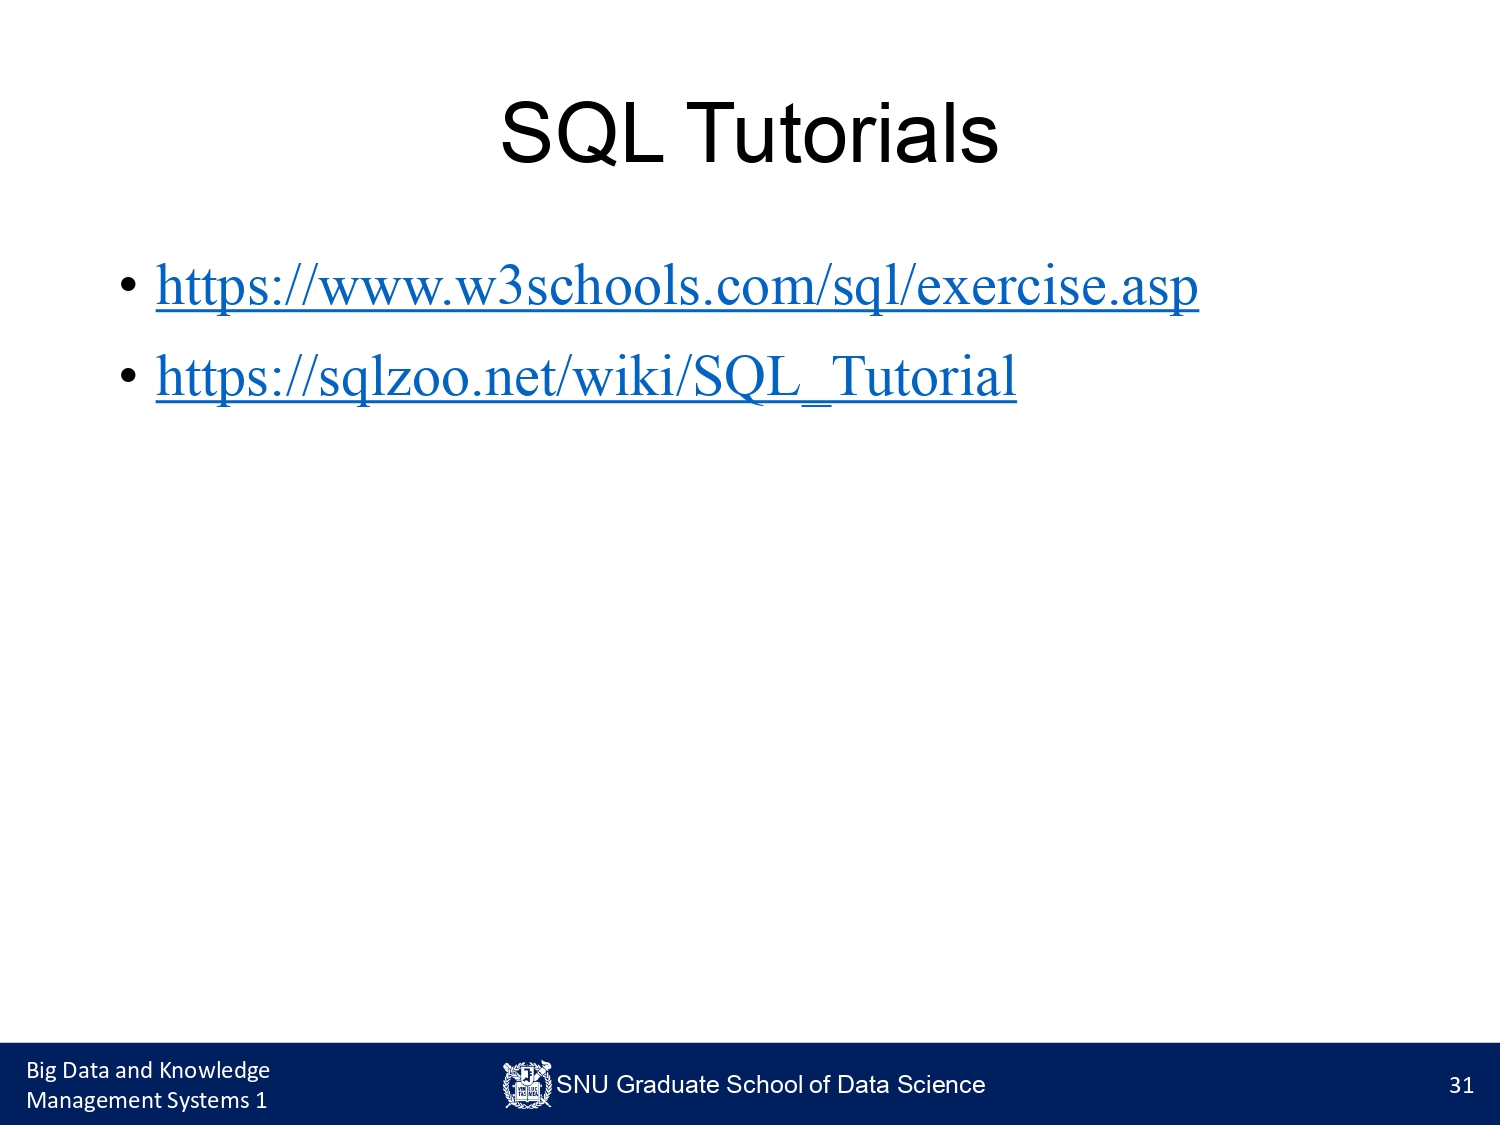 SQL Tutorials
• https://www.w3schools.com/sql/exercise.asp
• https://sqlzoo.net/wiki/SQL_Tutorial
Big Data and Knowledge
Management Systems 1
SNU Graduate School of Data Science
31